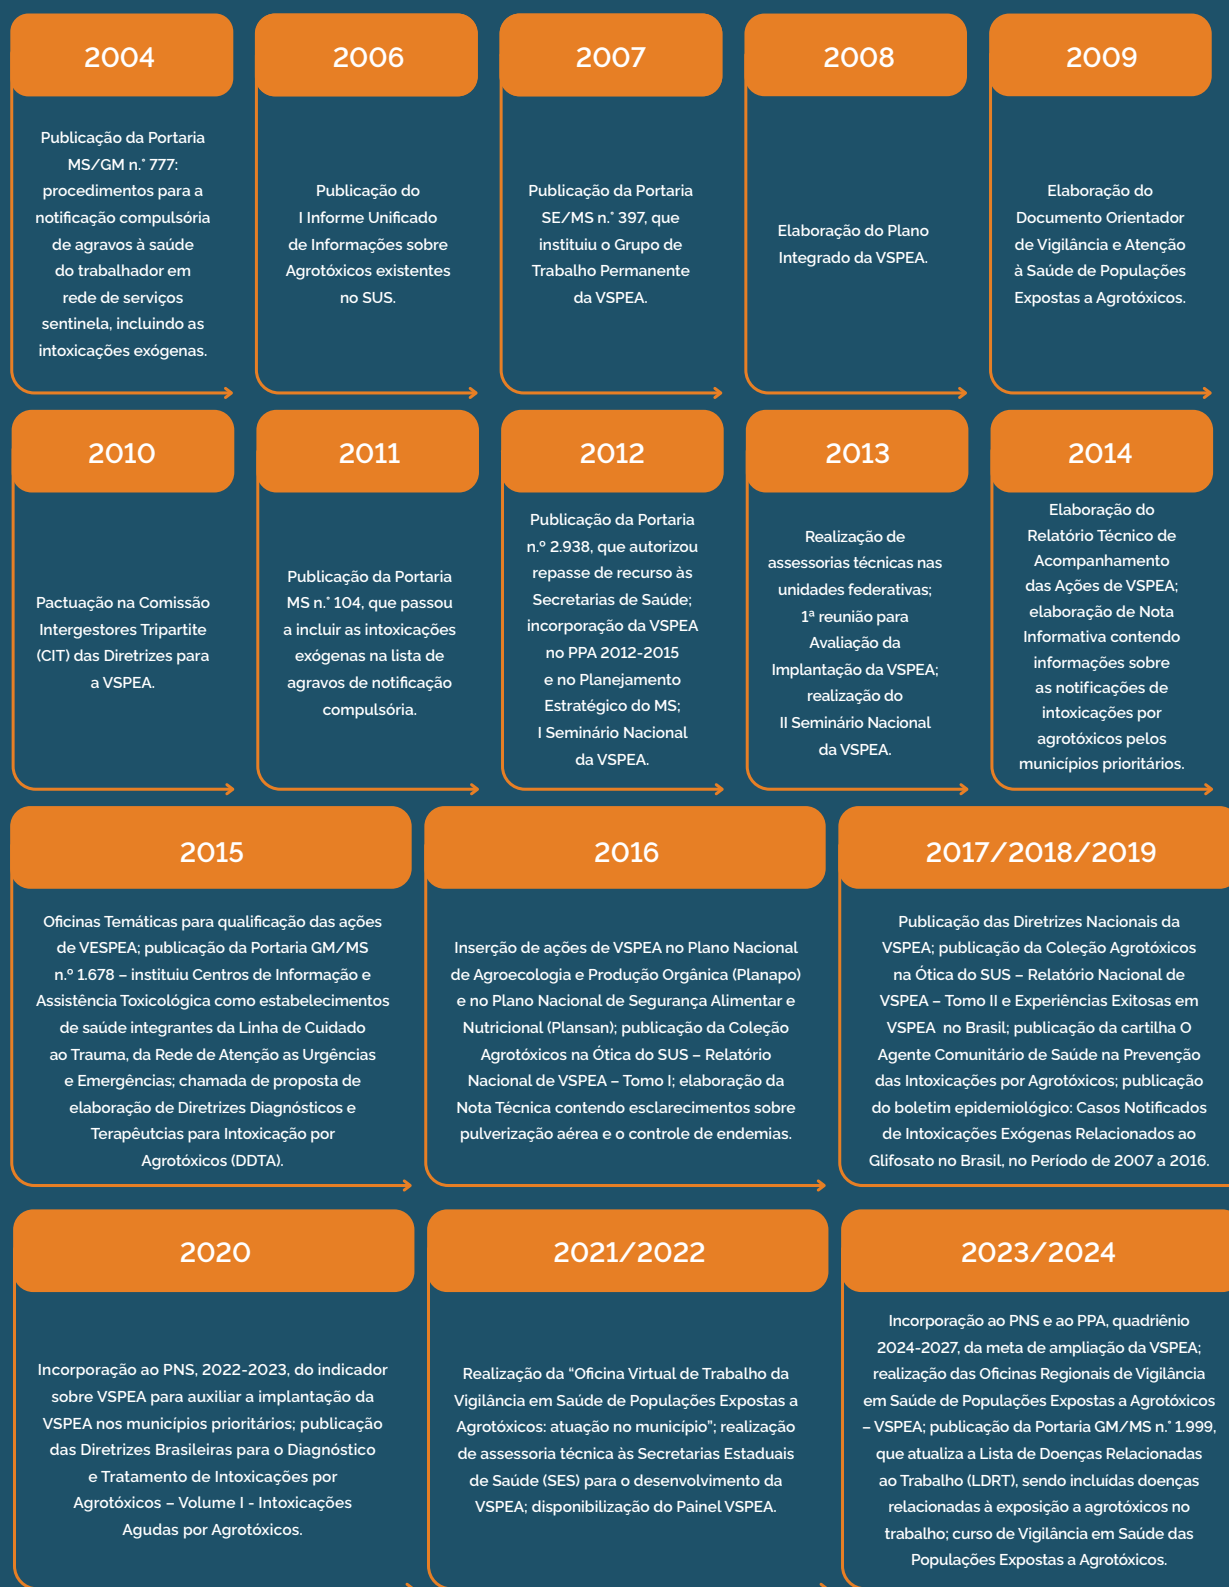 2004
Publicação da Portaria
MS/GM n.° 777:
procedimentos para a
notificação compulsória
de agravos à saúde
do trabalhador em
rede de serviços
sentinela, incluindo as
intoxicações exógenas.
2006
Publicação do
I Informe Unificado
de Informações sobre
Agrotóxicos existentes
no SUS.
2007
Publicação da Portaria
SE/MS n.° 397, que
instituiu o Grupo de
Trabalho Permanente
da VSPEA.
2008
Elaboração do Plano
Integrado da VSPEA.
2009
Elaboração do
Documento Orientador
de Vigilância e Atenção
à Saúde de Populações
Expostas a Agrotóxicos.
2010
Pactuação na Comissão
Intergestores Tripartite
(CIT) das Diretrizes para
a VSPEA.
2011
Publicação da Portaria
MS n.° 104, que passou
a incluir as intoxicações
exógenas na lista de
agravos de notificação
compulsória.
2012
Publicação da Portaria
n.º 2.938, que autorizou
repasse de recurso às
Secretarias de Saúde;
incorporação da VSPEA
no PPA 2012-2015
e no Planejamento
Estratégico do MS;
I Seminário Nacional
da VSPEA.
2013
Realização de
assessorias técnicas nas
unidades federativas;
1ª reunião para
Avaliação da
Implantação da VSPEA;
realização do
II Seminário Nacional
da VSPEA.
2014
Elaboração do
Relatório Técnico de
Acompanhamento
das Ações de VSPEA;
elaboração de Nota
Informativa contendo
informações sobre
as notificações de
intoxicações por
agrotóxicos pelos
municípios prioritários.
2015
Oficinas Temáticas para qualificação das ações
de VESPEA; publicação da Portaria GM/MS
n.º 1.678 – instituiu Centros de Informação e
Assistência Toxicológica como estabelecimentos
de saúde integrantes da Linha de Cuidado
ao Trauma, da Rede de Atenção as Urgências
e Emergências; chamada de proposta de
elaboração de Diretrizes Diagnósticos e
Terapêutcias para Intoxicação por
Agrotóxicos (DDTA).
2016
Inserção de ações de VSPEA no Plano Nacional
de Agroecologia e Produção Orgânica (Planapo)
e no Plano Nacional de Segurança Alimentar e
Nutricional (Plansan); publicação da Coleção
Agrotóxicos na Ótica do SUS – Relatório
Nacional de VSPEA – Tomo I; elaboração da
Nota Técnica contendo esclarecimentos sobre
pulverização aérea e o controle de endemias.
2017/2018/2019
Publicação das Diretrizes Nacionais da
VSPEA; publicação da Coleção Agrotóxicos
na Ótica do SUS – Relatório Nacional de
VSPEA – Tomo II e Experiências Exitosas em
VSPEA no Brasil; publicação da cartilha O
Agente Comunitário de Saúde na Prevenção
das Intoxicações por Agrotóxicos; publicação
do boletim epidemiológico: Casos Notificados
de Intoxicações Exógenas Relacionados ao
Glifosato no Brasil, no Período de 2007 a 2016.
2020
Incorporação ao PNS, 2022-2023, do indicador
sobre VSPEA para auxiliar a implantação da
VSPEA nos municípios prioritários; publicação
das Diretrizes Brasileiras para o Diagnóstico
e Tratamento de Intoxicações por
Agrotóxicos – Volume I - Intoxicações
Agudas por Agrotóxicos.
2021/2022
Realização da “Oficina Virtual de Trabalho da
Vigilância em Saúde de Populações Expostas a
Agrotóxicos: atuação no município”; realização
de assessoria técnica às Secretarias Estaduais
de Saúde (SES) para o desenvolvimento da
VSPEA; disponibilização do Painel VSPEA.
2023/2024
Incorporação ao PNS e ao PPA, quadriênio
2024-2027, da meta de ampliação da VSPEA;
realização das Oficinas Regionais de Vigilância
em Saúde de Populações Expostas a Agrotóxicos
– VSPEA; publicação da Portaria GM/MS n.° 1.999,
que atualiza a Lista de Doenças Relacionadas
ao Trabalho (LDRT), sendo incluídas doenças
relacionadas à exposição a agrotóxicos no
trabalho; curso de Vigilância em Saúde das
Populações Expostas a Agrotóxicos.